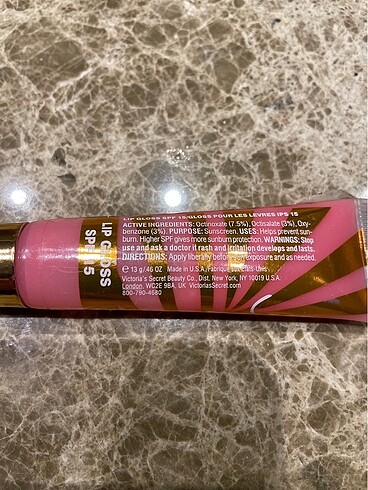 LIP GLOSS SPF 15/GLOSS POUR LES LÈVRES IPS 15
ACTIVE INGREDIENTS: Octinoxate (7.5%), Octisalate (3%), Oxy-
benzone (3%). PURPOSE: Sunscreen. USES: Helps prevent sun-
burn. Higher SPF gives more sunburn protection. WARNINGS: Stop
use and ask a doctor if rash and irritation develops and lasts.
DIRECTIONS: Apply liberally before sun exposure and as needed.
℮ 13 g/.46 OZ Made in U.S.A./Fabriqué
Victoria's Secret Beauty Co., Dist. New York, NY 10019 U.S.A.
London, WC2E 9BA, UK VictoriasSecret.com
800-790-4680
LIP GLOSS
SPF 15